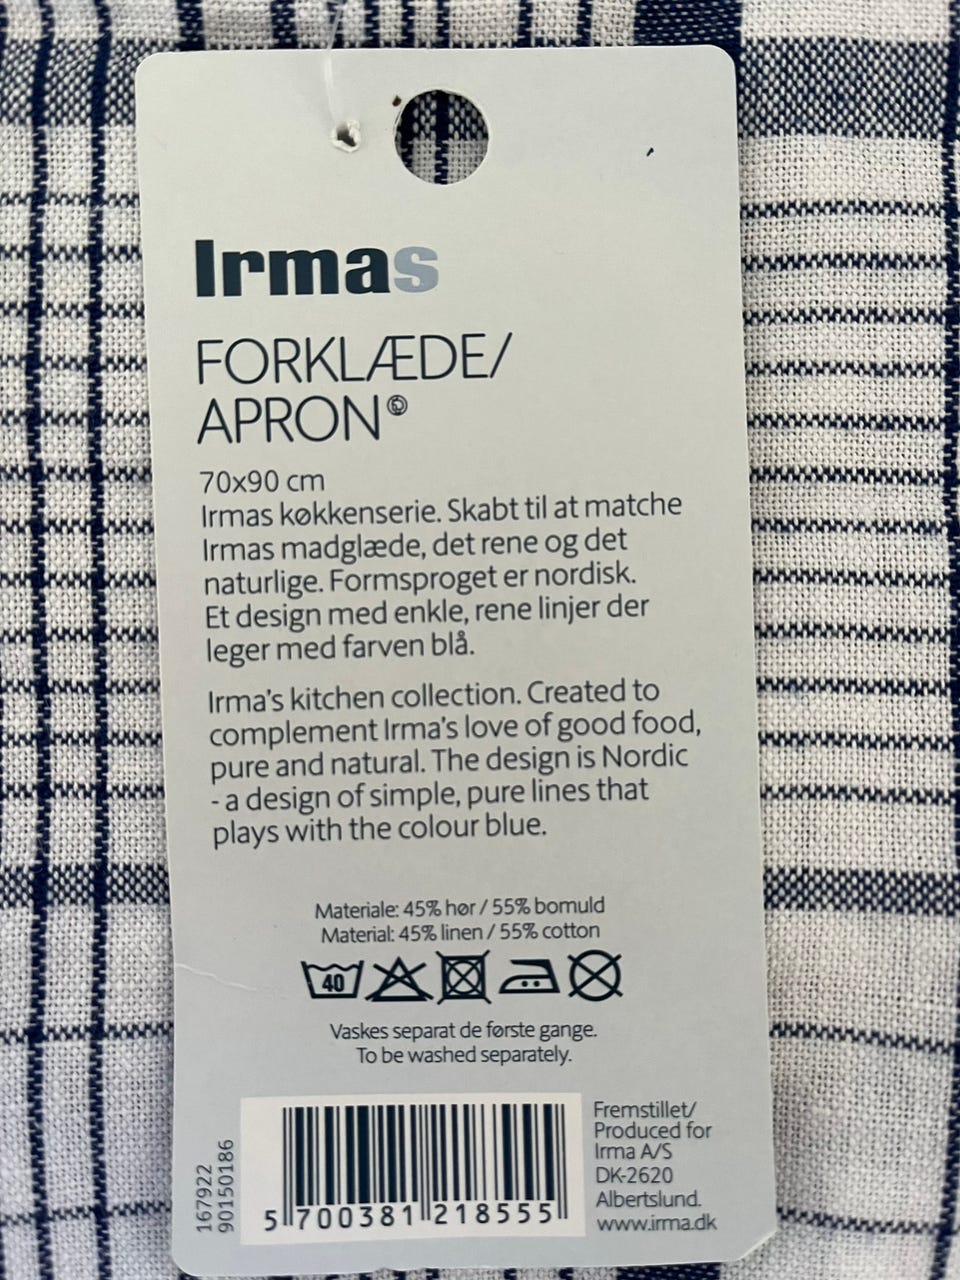 Irmas
FORKLÆDE/
APRON®
70x90 cm
Irmas køkkenserie. Skabt til at matche
Irmas madglæde, det rene og det
naturlige. Formsproget er nordisk.
Et design med enkle, rene linjer der
leger med farven blå.
Irma's kitchen collection. Created to
complement Irma's love of good food,
pure and natural. The design is Nordic
- a design of simple, pure lines that
plays with the colour blue.
Materiale: 45% hør / 55% bomuld
Material: 45% linen / 55% cotton
40
Vaskes separat de første gange.
To be washed separately.
167922
90150186
5 700381 218555
Fremstillet/
Produced for
Irma A/S
DK-2620
Albertslund.
www.irma.dk